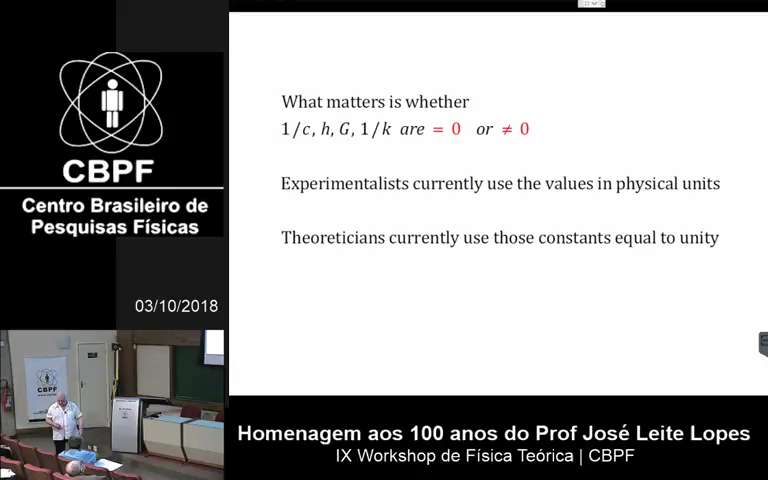 CBPF
Centro Brasileiro de
Pesquisas Físicas
03/10/2018
What matters is whether
1/c, h, G, 1/k are = 0 or ≠ 0
Experimentalists currently use the values in physical units
Theoreticians currently use those constants equal to unity
CBPF
Homenagem aos 100 anos do Prof José Leite Lopes
IX Workshop de Física Teórica | CBPF